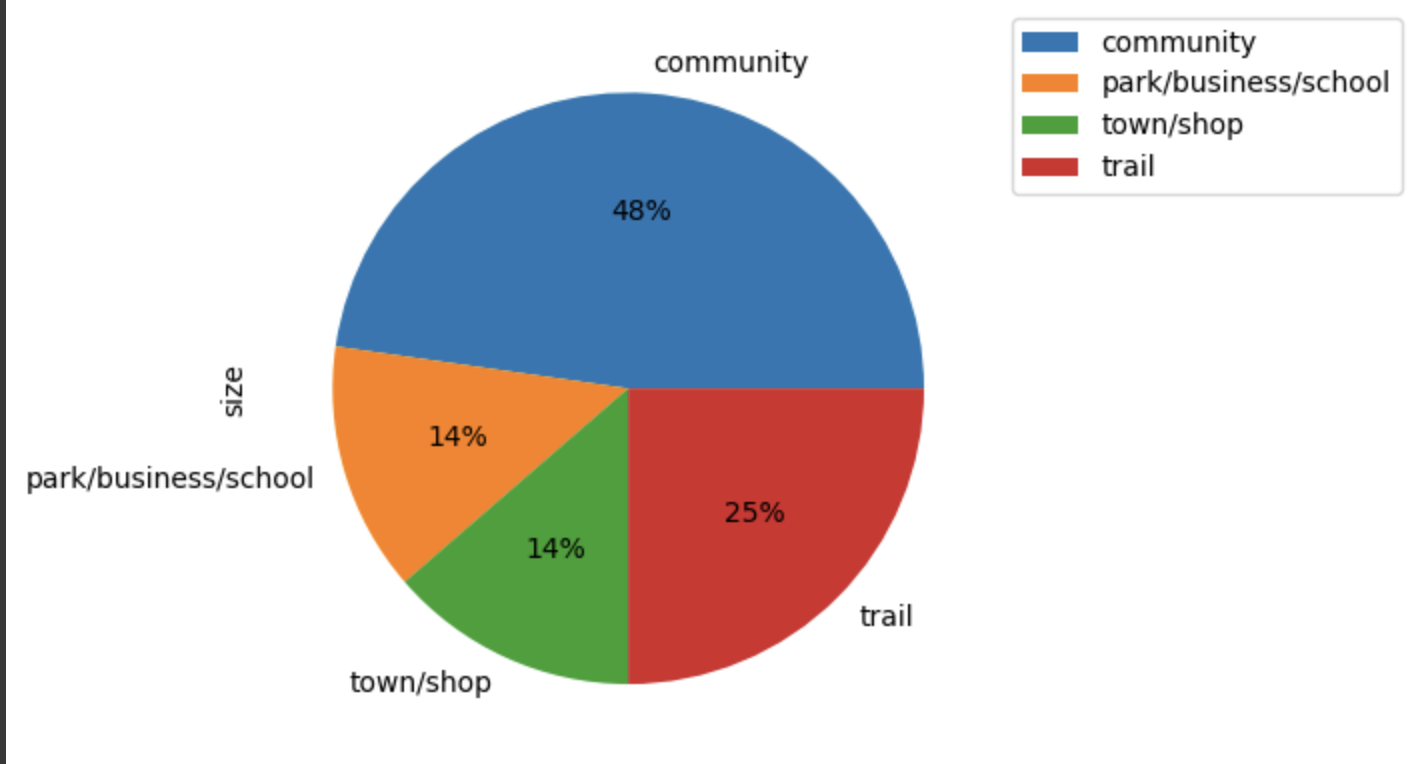 community
park/business/school
town/shop
trail
community
48%
size
14%
park/business/school
25%
14%
trail
town/shop